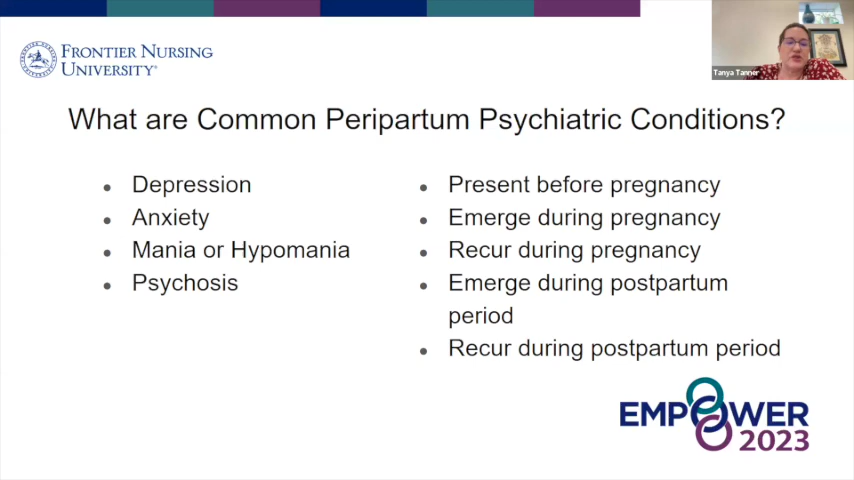 FRONTIER NURSING
UNIVERSITY®
Tanya Tanner
What are Common Peripartum Psychiatric Conditions?
Depression
Anxiety
Mania or Hypomania
Psychosis
Present before pregnancy
Emerge during pregnancy
Recur during pregnancy
Emerge during postpartum
period
Recur during postpartum period
EMPOWER
2023